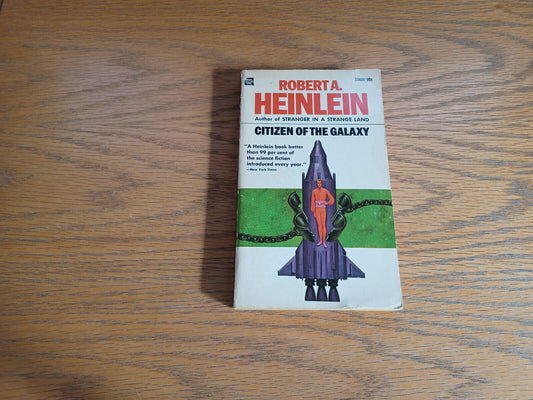 ROBERT A.
HEINLEIN
Author of STRANGER IN A STRANGE LAND
CITIZEN OF THE GALAXY
"A Heinlein book better
than 99 per cent of
the science fiction
introduced every year."
—New York Times